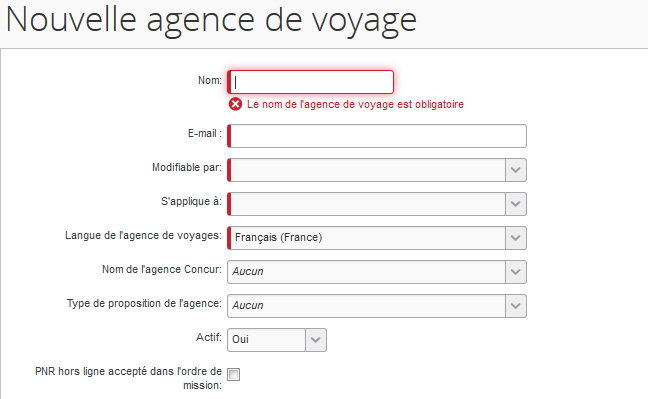 Nouvelle agence de voyage
Nom:
Le nom de l'agence de voyage est obligatoire
E-mail :
Modifiable par:
S'applique à:
Langue de l'agence de voyages: Français (France)
Nom de l'agence Concur: Aucun
Type de proposition de l'agence: Aucun
Actif: Oui
PNR hors ligne accepté dans l'ordre de
mission: